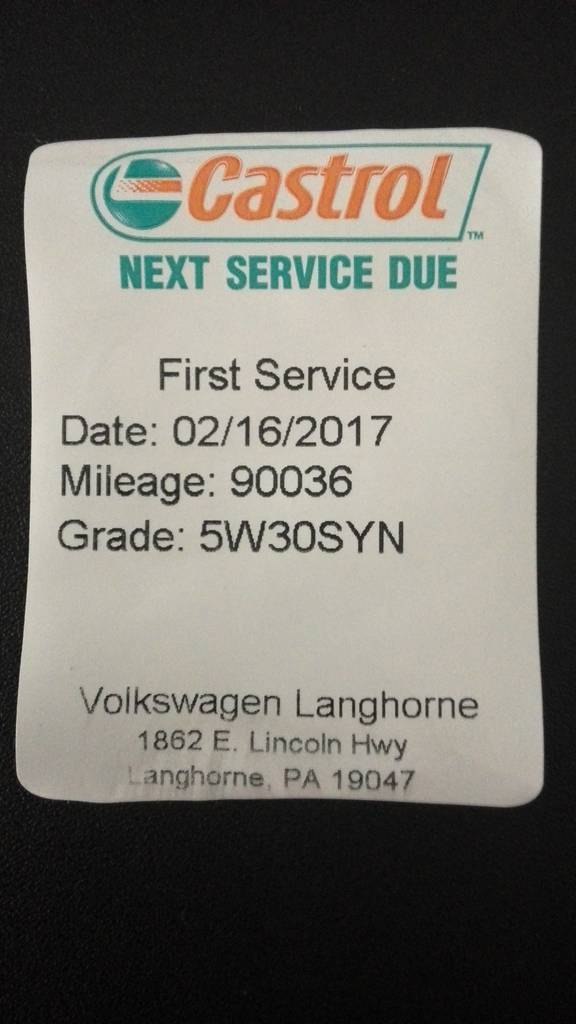 Castrol™
NEXT SERVICE DUE
First Service
Date: 02/16/2017
Mileage: 90036
Grade: 5W30SYN
Volkswagen Langhorne
1862 E. Lincoln Hwy
Langhorne, PA 19047